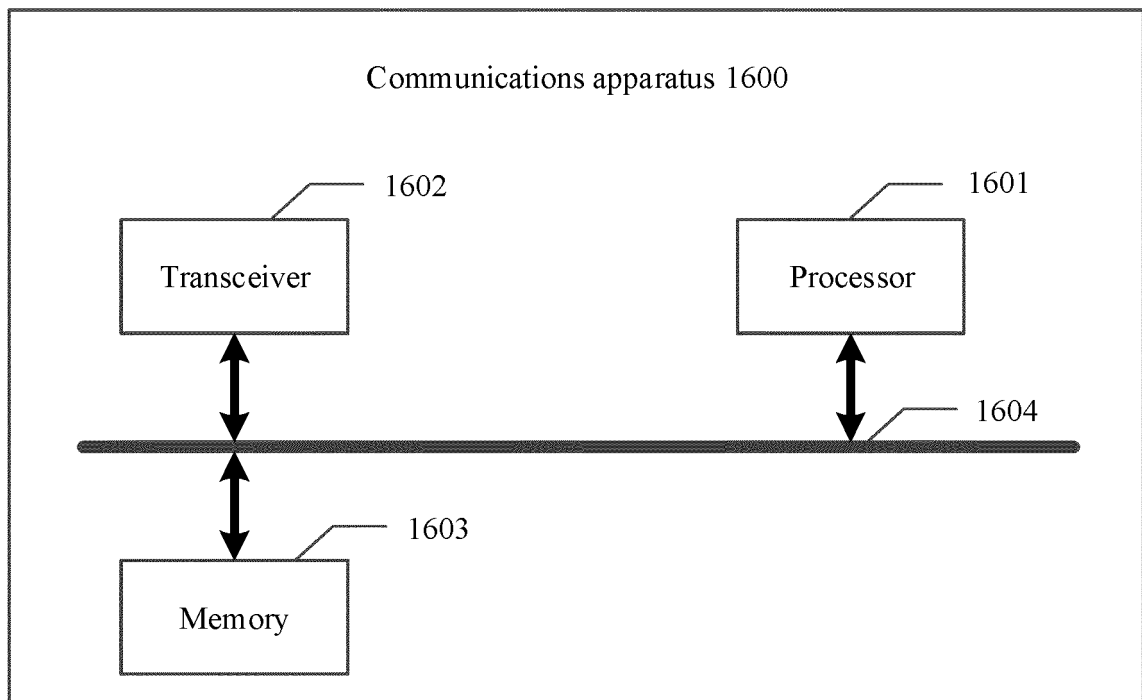 Communications apparatus 1600
1602
1601
Transceiver
Processor
1604
1603
Memory